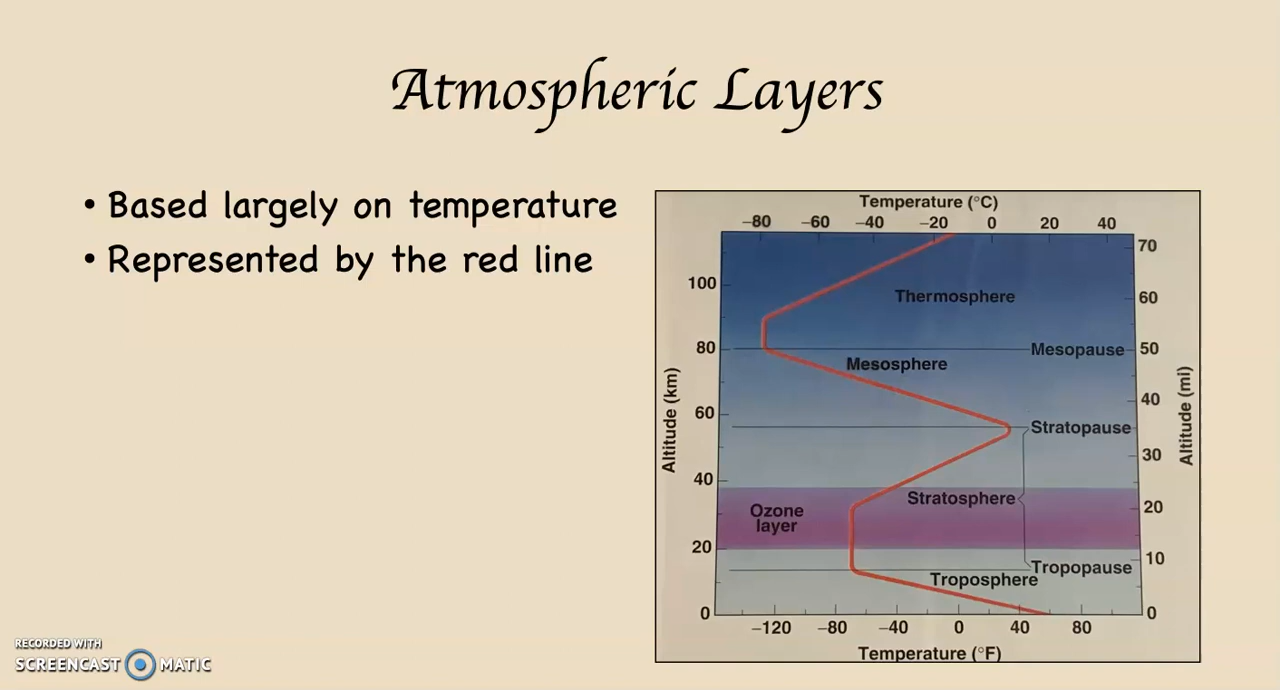 Atmospheric Layers
• Based largely on temperature
• Represented by the red line
Temperature (°C)
−80 −60 −40 −20 0 20 40
70
100
Thermosphere
60
80
Mesopause
50
Mesosphere
40
60
Stratopause
Altitude (km)
Altitude (mi)
30
40
Stratosphere
Ozone
layer
20
20
10
Tropopause
Troposphere
0
0
−120 −80 −40 0 40 80
Temperature (°F)
RECORDED WITH
SCREENCAST MATIC